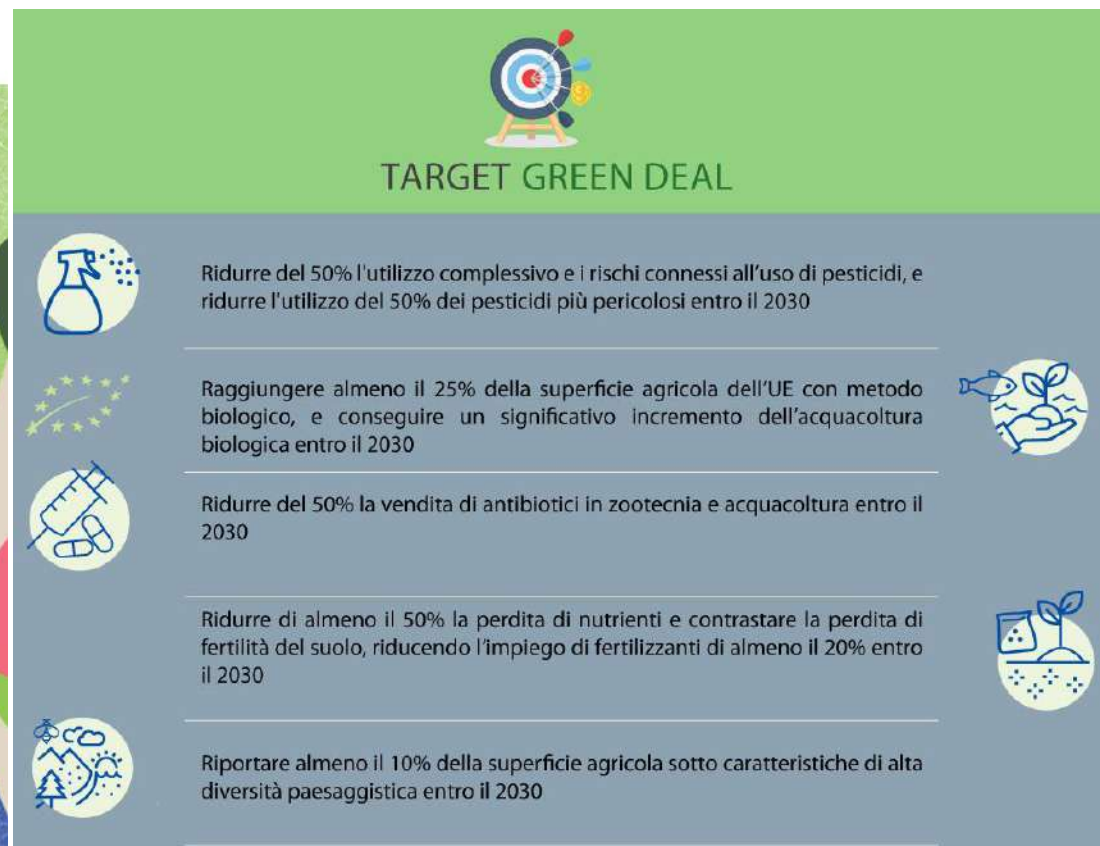 TARGET GREEN DEAL
Ridurre del 50% l'utilizzo complessivo e i rischi connessi all'uso di pesticidi, e
ridurre l'utilizzo del 50% dei pesticidi più pericolosi entro il 2030
Raggiungere almeno il 25% della superficie agricola dell'UE con metodo
biologico, e conseguire un significativo incremento dell'acquacoltura
biologica entro il 2030
Ridurre del 50% la vendita di antibiotici in zootecnia e acquacoltura entro il
2030
Ridurre di almeno il 50% la perdita di nutrienti e contrastare la perdita di
fertilità del suolo, riducendo l'impiego di fertilizzanti di almeno il 20% entro
il 2030
Riportare almeno il 10% della superficie agricola sotto caratteristiche di alta
diversità paesaggistica entro il 2030